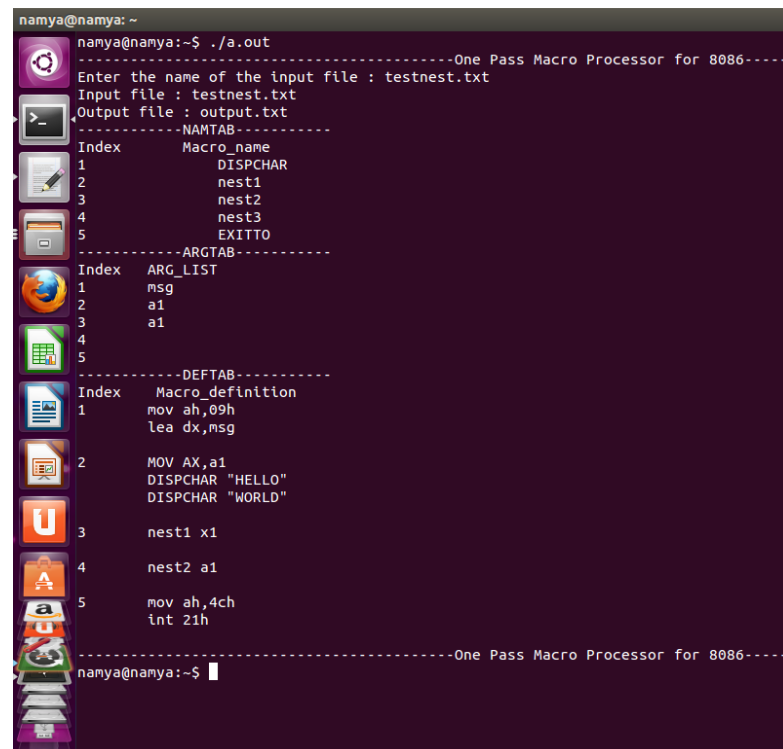 namya@namya: ~
namya@namya:~$ ./a.out
-------------------------------------------One Pass Macro Processor for 8086-----
Enter the name of the input file : testnest.txt
Input file : testnest.txt
Output file : output.txt
------------NAMTAB-----------
Index Macro_name
1 DISPCHAR
2 nest1
3 nest2
4 nest3
5 EXITTO
------------ARGTAB-----------
Index ARG_LIST
1 msg
2 a1
3 a1
4
5
------------DEFTAB-----------
Index Macro_definition
1 mov ah,09h
lea dx,msg
2 MOV AX,a1
DISPCHAR "HELLO"
DISPCHAR "WORLD"
3 nest1 x1
4 nest2 a1
5 mov ah,4ch
int 21h
-------------------------------------------One Pass Macro Processor for 8086-----
namya@namya:~$